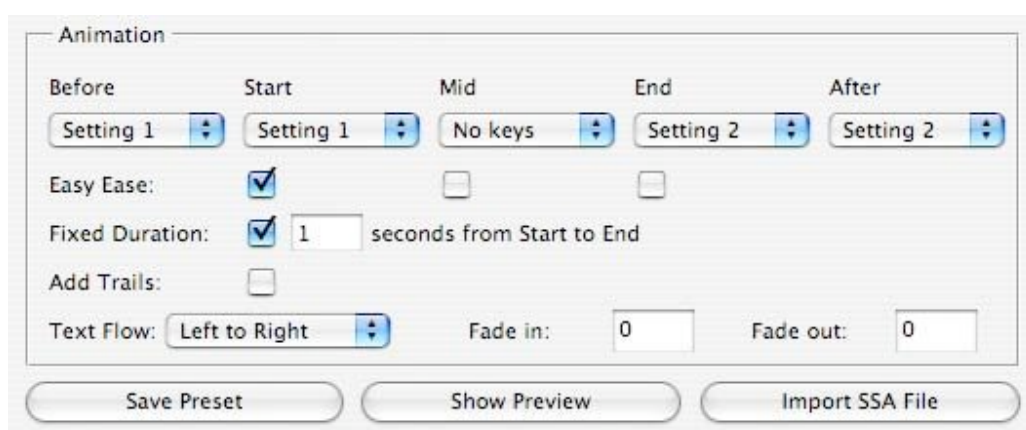 Animation
Before Start Mid End After
Setting 1 Setting 1 No keys Setting 2 Setting 2
Easy Ease:
Fixed Duration: 1 seconds from Start to End
Add Trails:
Text Flow: Left to Right Fade in: 0 Fade out: 0
Save Preset Show Preview Import SSA File